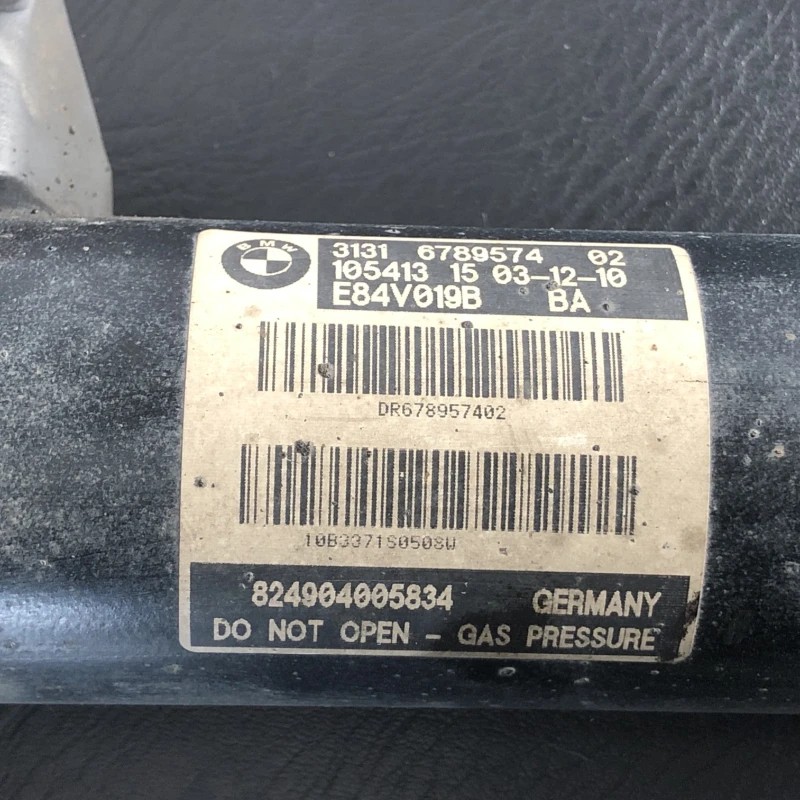 BMW
3131 6789574 02
105413 15 03-12-10
E84V019B BA
DR678957402
10B3371S0508W
824904005834 GERMANY
DO NOT OPEN - GAS PRESSURE